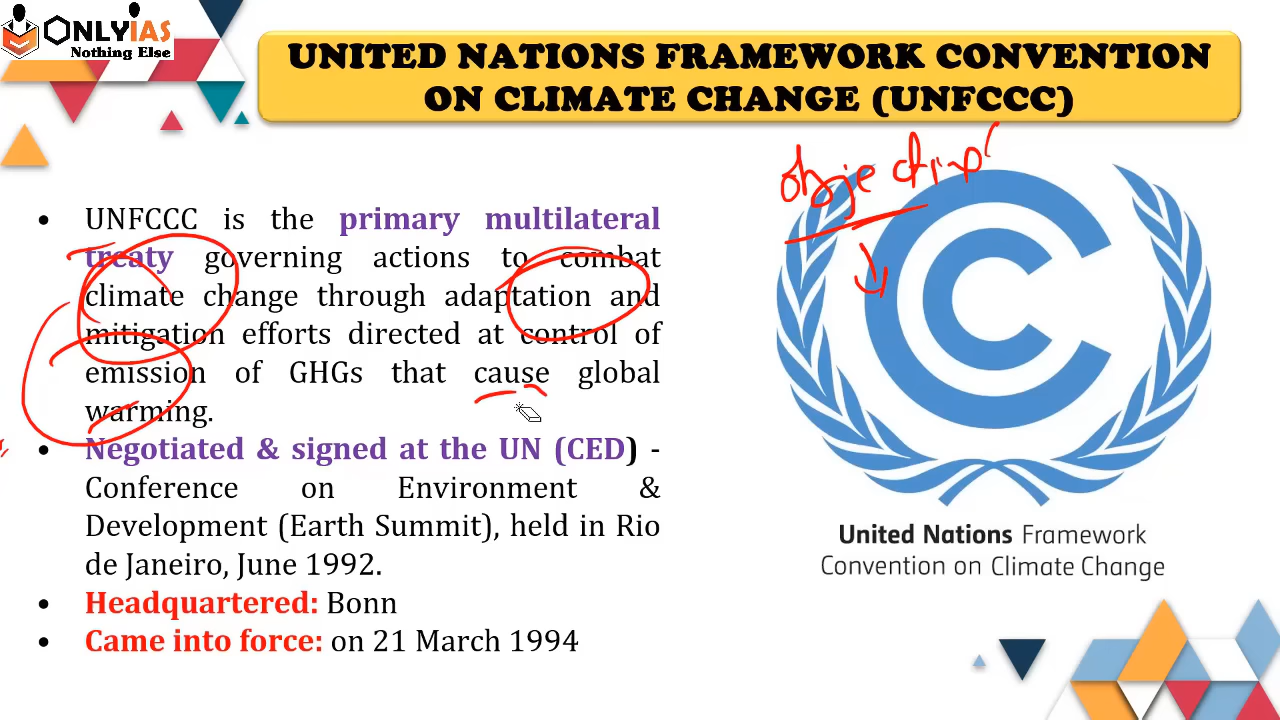 ONLYIAS
Nothing Else
UNITED NATIONS FRAMEWORK CONVENTION
ON CLIMATE CHANGE (UNFCCC)
• UNFCCC is the primary multilateral
treaty governing actions to combat
climate change through adaptation and
mitigation efforts directed at control of
emission of GHGs that cause global
warming.
• Negotiated & signed at the UN (CED) -
Conference on Environment &
Development (Earth Summit), held in Rio
de Janeiro, June 1992.
• Headquartered: Bonn
• Came into force: on 21 March 1994
United Nations Framework
Convention on Climate Change